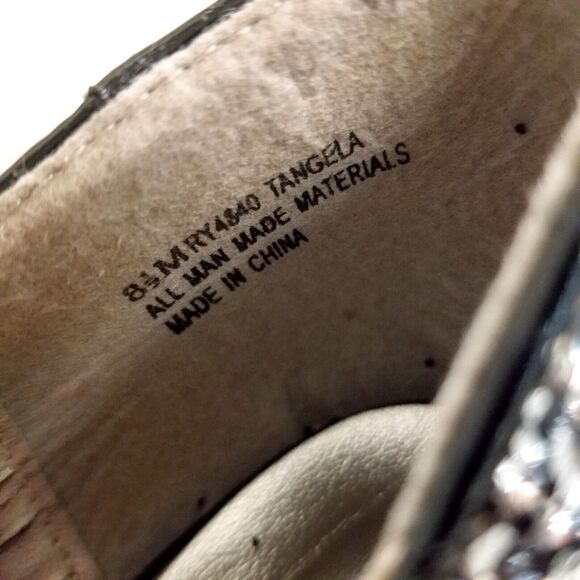 8½M RY4840 TANGELA
ALL MAN MADE MATERIALS
MADE IN CHINA